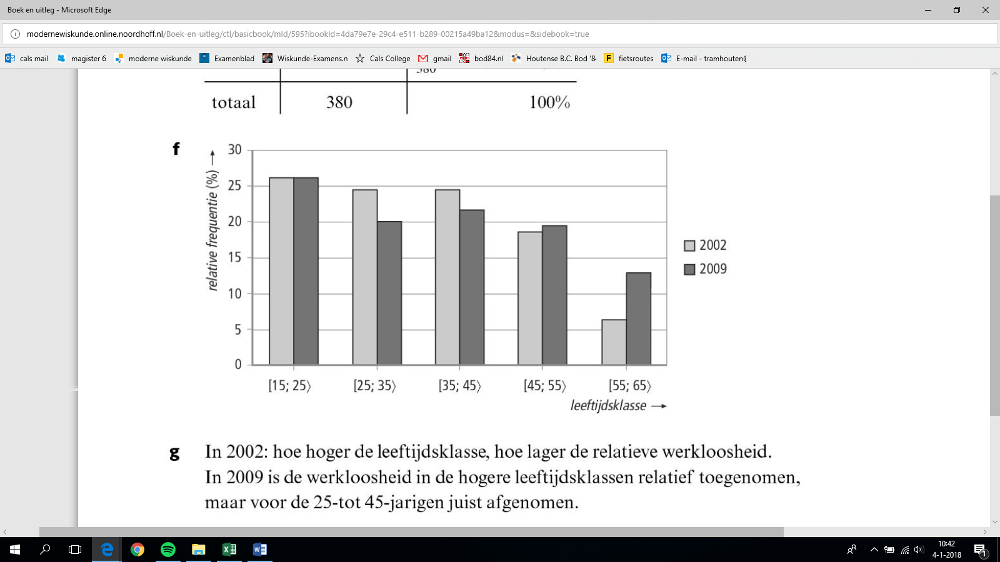 Boek en uitleg - Microsoft Edge
modernewiskunde.online.noordhoff.nl/Boek-en-uitleg/ctl/basicbook/mId/595?ibookId=4da79e7e-29c4-e511-b289-00215a49ba12&modus=&sidebook=true
cals mail magister 6 moderne wiskunde Examenblad Wiskunde-Examens.n Cals College gmail bod84.nl Houtense B.C. Bod '84 fietsroutes E-mail - tramhouten@
380
totaal 380 100%
f
relative frequentie (%)
30
25
20
15
10
5
0
2002
2009
[15; 25⟩ [25; 35⟩ [35; 45⟩ [45; 55⟩ [55; 65⟩
leeftijdsklasse
g In 2002: hoe hoger de leeftijdsklasse, hoe lager de relatieve werkloosheid.
In 2009 is de werkloosheid in de hogere leeftijdsklassen relatief toegenomen,
maar voor de 25-tot 45-jarigen juist afgenomen.
10:42
4-1-2018
1